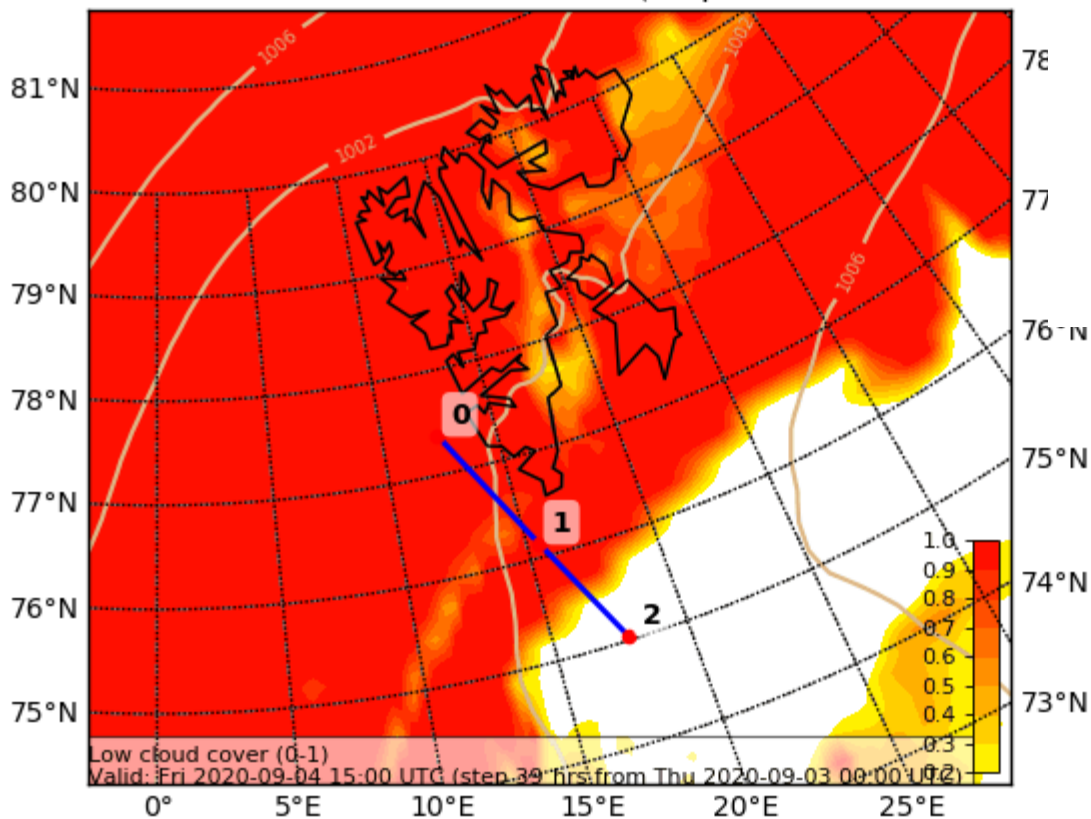 1002
78
81°N
1006
1002
80°N
77
79°N
1006
76°N
78°N
0
75°N
77°N
1
1.0
0.9
74°N
0.8
76°N
2
0.7
0.6
0.5
75°N
73°N
0.4
0.3
Low cloud cover (0-1)
Valid: Fri 2020-09-04 15:00 UTC (step 39 hrs from Thu 2020-09-03 00:00 UTC)
0.2
0° 5°E 10°E 15°E 20°E 25°E